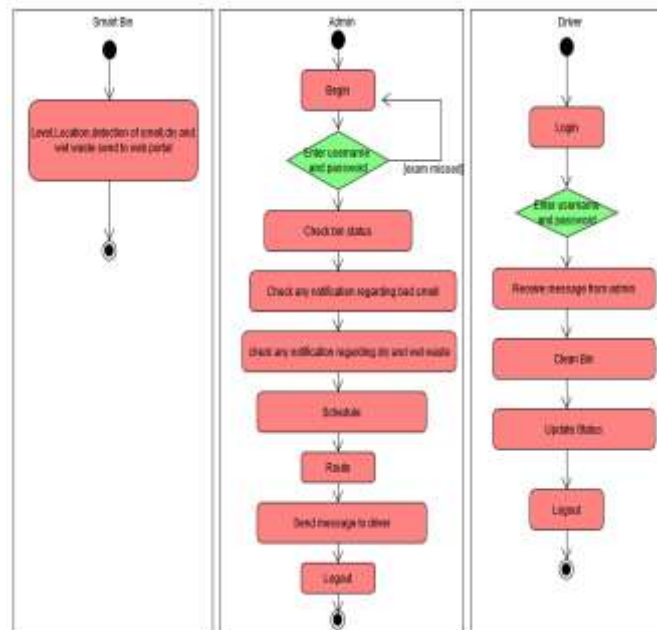 Smart Bin
Level,Location,detection of smell,dry and
wet waste send to web portal
Admin
Begin
Enter username
and password
[exam missed]
Check bin status
Check any notification regarding bad smell
check any notification regarding dry and wet waste
Schedule
Route
Send message to driver
Logout
Driver
Login
Enter username
and password
Receive message from admin
Clean Bin
Update Status
Logout